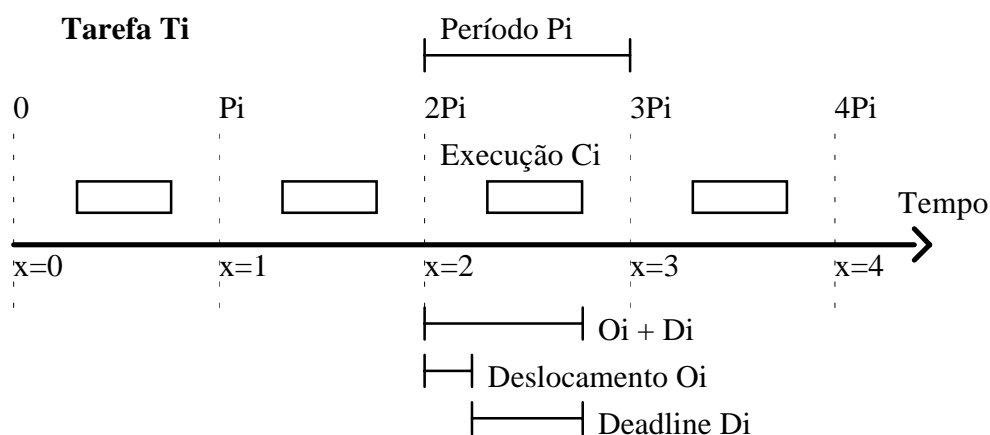 Tarefa Ti
Período Pi
0 Pi 2Pi 3Pi 4Pi
Execução Ci
Tempo
x=0 x=1 x=2 x=3 x=4
Oi + Di
Deslocamento Oi
Deadline Di